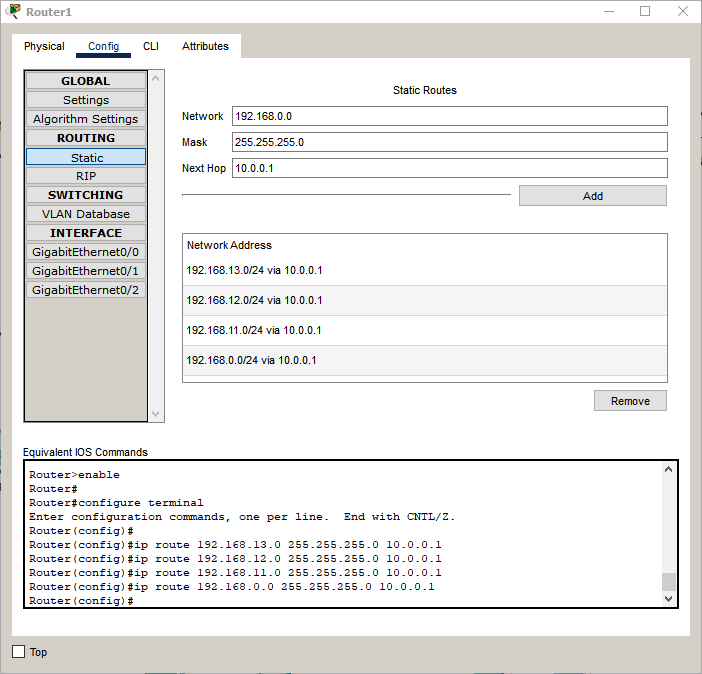 Router1
Physical Config CLI Attributes
GLOBAL
Settings
Algorithm Settings
ROUTING
Static
RIP
SWITCHING
VLAN Database
INTERFACE
GigabitEthernet0/0
GigabitEthernet0/1
GigabitEthernet0/2
Static Routes
Network 192.168.0.0
Mask 255.255.255.0
Next Hop 10.0.0.1
Add
Network Address
192.168.13.0/24 via 10.0.0.1
192.168.12.0/24 via 10.0.0.1
192.168.11.0/24 via 10.0.0.1
192.168.0.0/24 via 10.0.0.1
Remove
Equivalent IOS Commands
Router>enable
Router#
Router#configure terminal
Enter configuration commands, one per line.  End with CNTL/Z.
Router(config)#
Router(config)#ip route 192.168.13.0 255.255.255.0 10.0.0.1
Router(config)#ip route 192.168.12.0 255.255.255.0 10.0.0.1
Router(config)#ip route 192.168.11.0 255.255.255.0 10.0.0.1
Router(config)#ip route 192.168.0.0 255.255.255.0 10.0.0.1
Router(config)#
Top